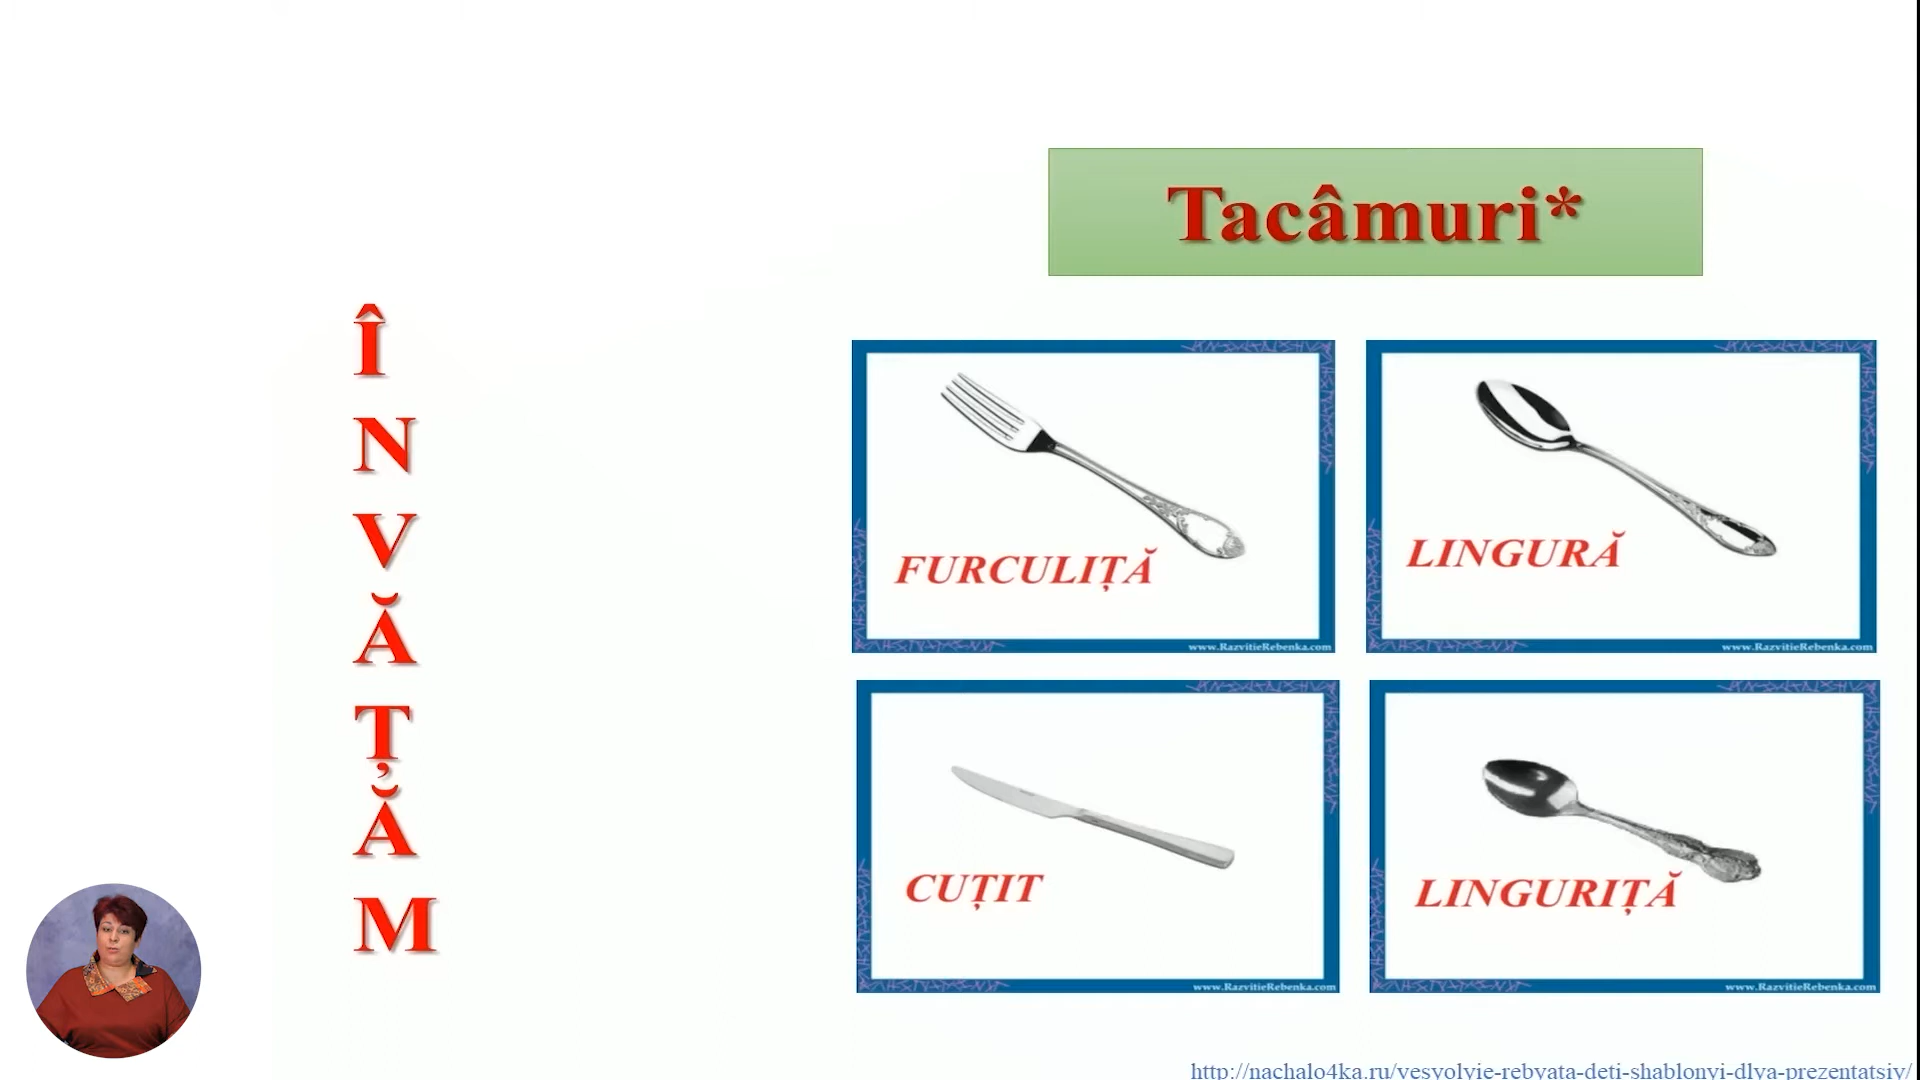 Tacâmuri*
Î
N
V
Ă
Ț
Ă
M
FURCULIȚĂ
www.RazvitieRebenka.com
LINGURĂ
www.RazvitieRebenka.com
CUȚIT
www.RazvitieRebenka.com
LINGURIȚĂ
www.RazvitieRebenka.com
http://nachalo4ka.ru/vesyolyie-rebyata-deti-shablonyi-dlya-prezentatsiy/